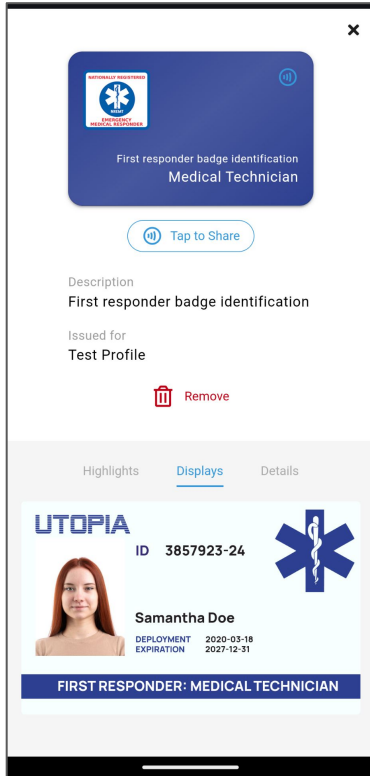 NATIONALLY REGISTERED
NREMT
EMERGENCY
MEDICAL RESPONDER
First responder badge identification
Medical Technician
Tap to Share
Description
First responder badge identification
Issued for
Test Profile
Remove
Highlights Displays Details
UTOPIA
ID 3857923-24
Samantha Doe
DEPLOYMENT 2020-03-18
EXPIRATION 2027-12-31
FIRST RESPONDER: MEDICAL TECHNICIAN